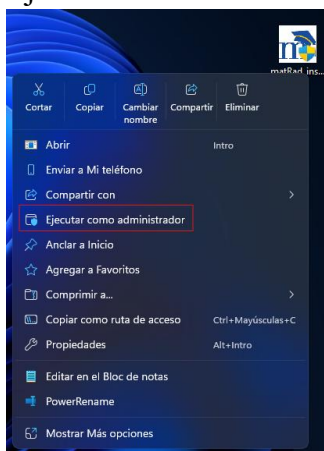 matRad_ins...
Cortar
Copiar
Cambiar
nombre
Compartir
Eliminar
Abrir Intro
Enviar a Mi teléfono
Compartir con
Ejecutar como administrador
Anclar a Inicio
Agregar a Favoritos
Comprimir a...
Copiar como ruta de acceso Ctrl+Mayúsculas+C
Propiedades Alt+Intro
Editar en el Bloc de notas
PowerRename
Mostrar Más opciones